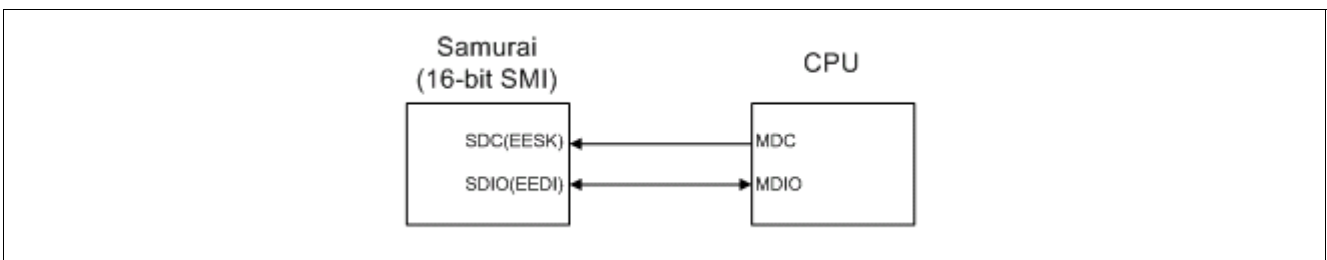 Samurai
(16-bit SMI)
CPU
SDC(EESK)
MDC
SDIO(EEDI)
MDIO